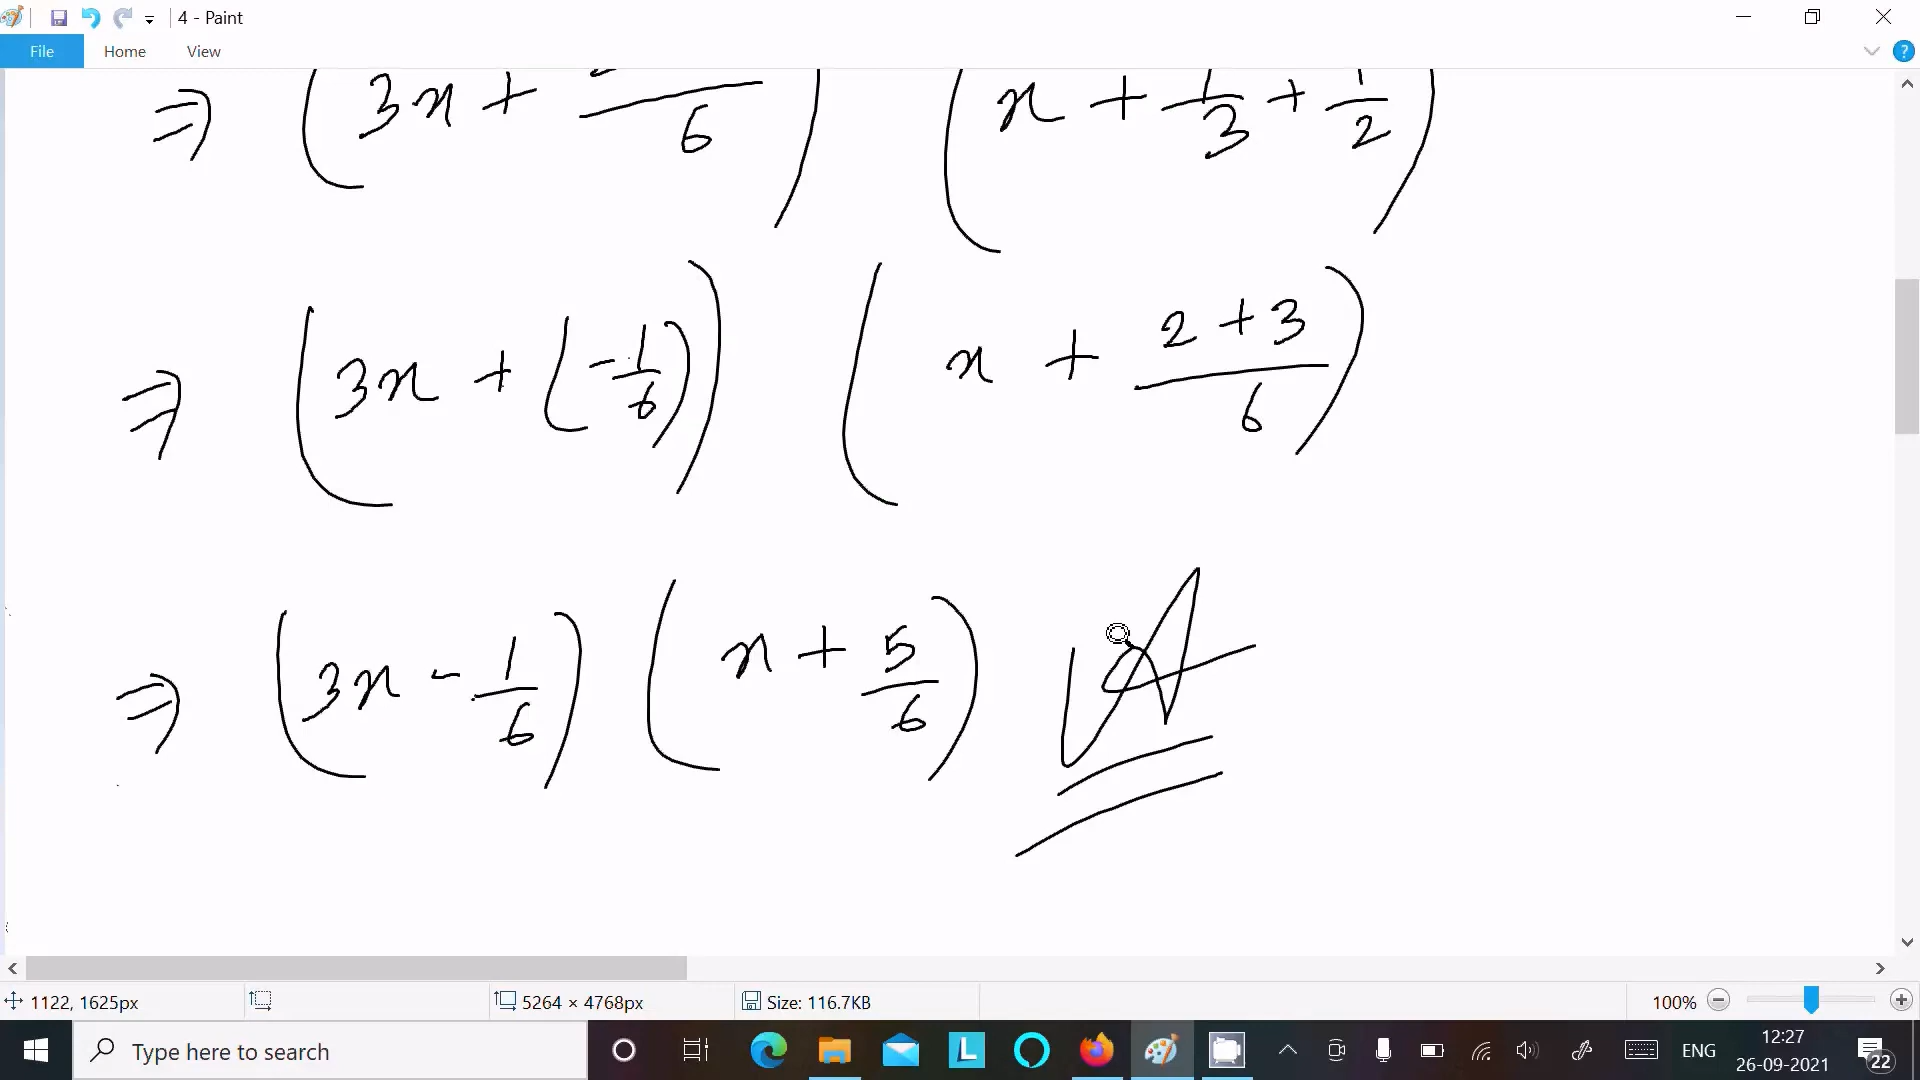 4 - Paint
File Home View
⇒ (3x + /6) (x + 1/3 + 1/2)
⇒ (3x + (-1/6)) (x + (2 + 3)/6)
⇒ (3x - 1/6) (x + 5/6)
1122, 1625px 5264 × 4768px Size: 116.7KB 100%
Type here to search L ENG 12:27
26-09-2021 22